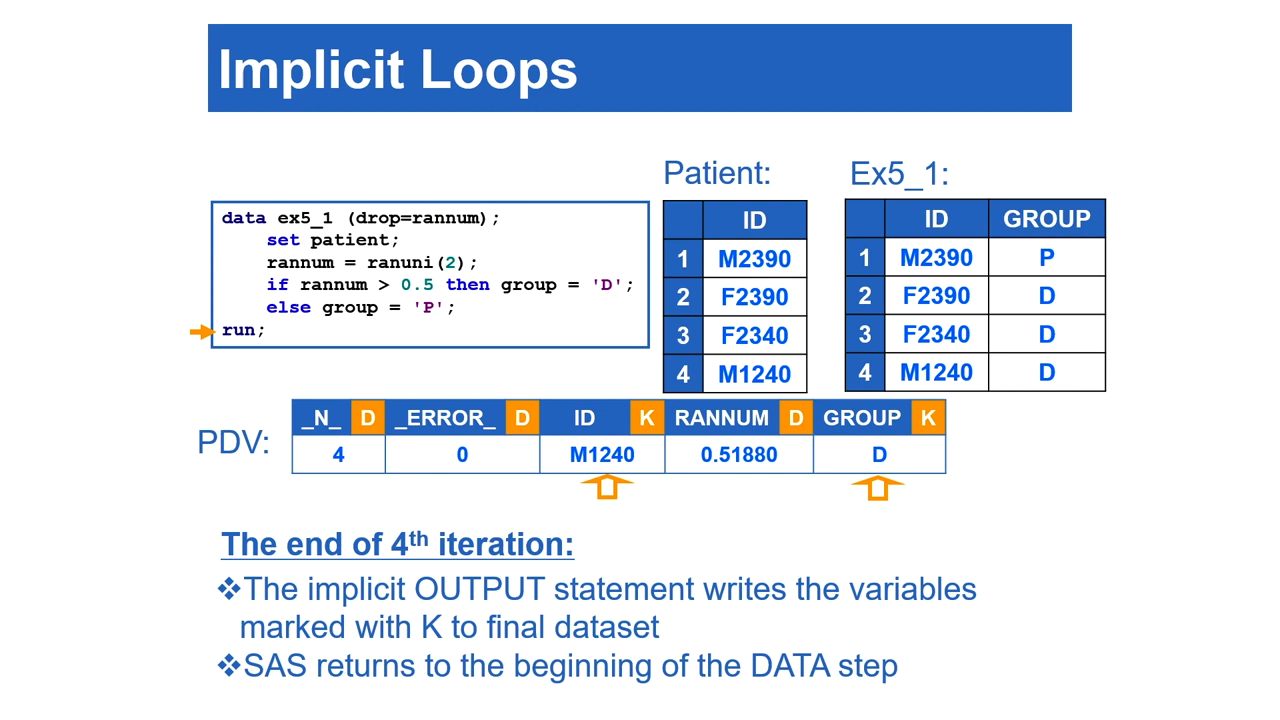 Implicit Loops
data ex5_1 (drop=rannum);
set patient;
rannum = ranuni(2);
if rannum > 0.5 then group = 'D';
else group = 'P';
run;
Patient:
ID
1 M2390
2 F2390
3 F2340
4 M1240
Ex5_1:
ID GROUP
1 M2390 P
2 F2390 D
3 F2340 D
4 M1240 D
PDV:
_N_ D _ERROR_ D ID K RANNUM D GROUP K
4 0 M1240 0.51880 D
The end of 4th iteration:
❖The implicit OUTPUT statement writes the variables
marked with K to final dataset
❖SAS returns to the beginning of the DATA step